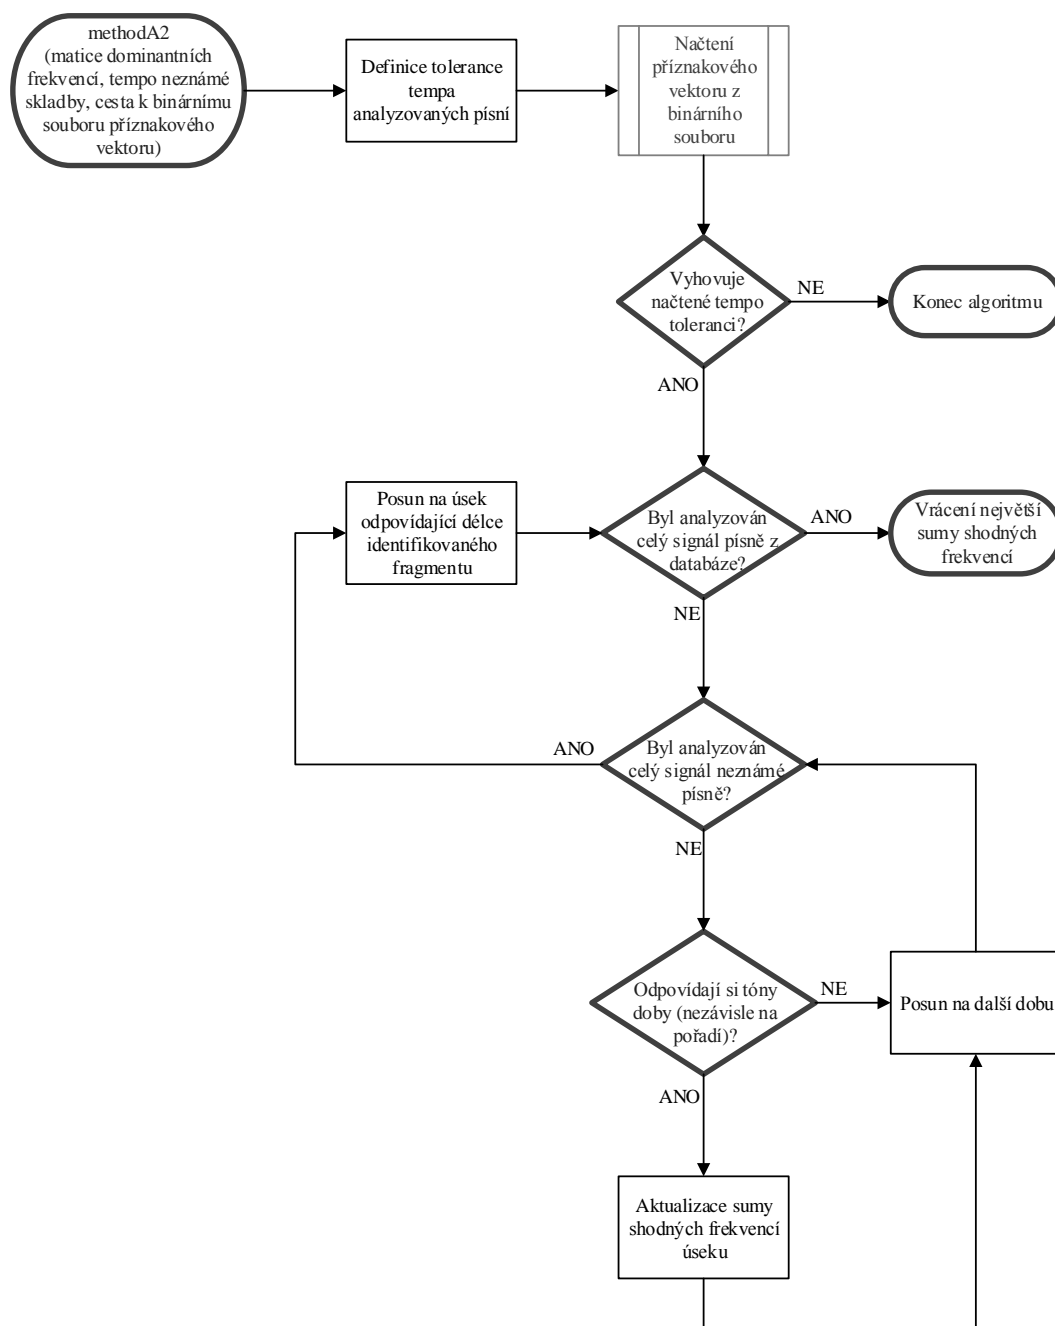 methodA2
(matice dominantních
frekvencí, tempo neznámé
skladby, cesta k binárnímu
souboru příznakového
vektoru)
Definice tolerance
tempa
analyzovaných písní
Načtení
příznakového
vektoru z
binárního
souboru
Vyhovuje
načtené tempo
toleranci?
NE
Konec algoritmu
ANO
Posun na úsek
odpovídající délce
identifikovaného
fragmentu
Byl analyzován
celý signál písně z
databáze?
ANO
Vrácení největší
sumy shodných
frekvencí
NE
Byl analyzován
celý signál neznámé
písně?
ANO
NE
Odpovídají si tóny
doby (nezávisle na
pořadí)?
NE
Posun na další dobu
ANO
Aktualizace sumy
shodných frekvencí
úseku